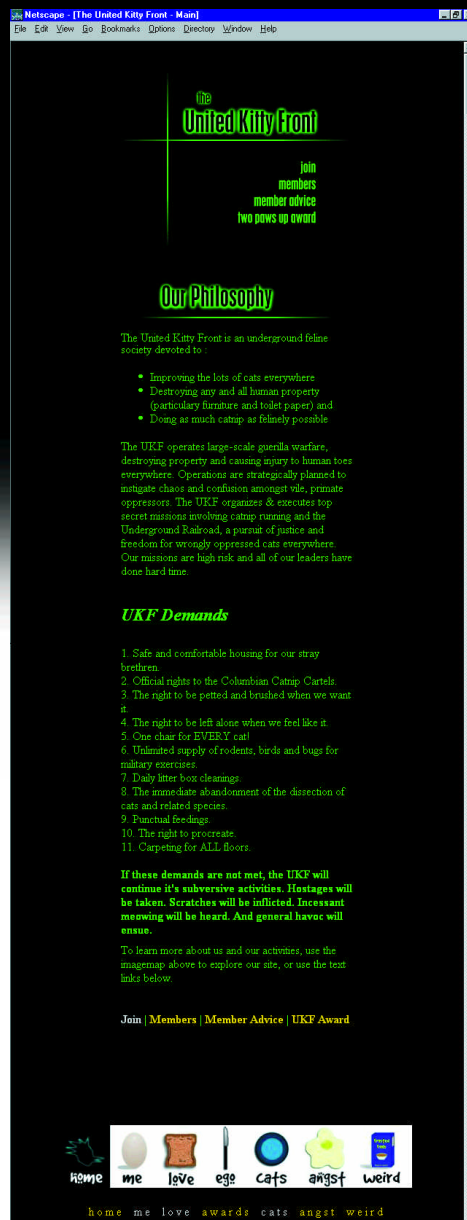 Netscape - [The United Kitty Front - Main]
File Edit View Go Bookmarks Options Directory Window Help
the
United Kitty Front
join
members
member advice
two paws up award
Our Philosophy
The United Kitty Front is an underground feline
society devoted to :
• Improving the lots of cats everywhere
• Destroying any and all human property
(particulary furniture and toilet paper) and
• Doing as much catnip as felinely possible
The UKF operates large-scale guerilla warfare,
destroying property and causing injury to human toes
everywhere. Operations are strategically planned to
instigate chaos and confusion amongst vile, primate
oppressors. The UKF organizes & executes top
secret missions involving catnip running and the
Underground Railroad, a pursuit of justice and
freedom for wrongly oppressed cats everywhere.
Our missions are high risk and all of our leaders have
done hard time.
UKF Demands
1. Safe and comfortable housing for our stray
brethren.
2. Official rights to the Columbian Catnip Cartels.
3. The right to be petted and brushed when we want
it.
4. The right to be left alone when we feel like it.
5. One chair for EVERY cat!
6. Unlimited supply of rodents, birds and bugs for
military exercises.
7. Daily litter box cleanings.
8. The immediate abandonment of the dissection of
cats and related species.
9. Punctual feedings.
10. The right to procreate.
11. Carpeting for ALL floors.
If these demands are not met, the UKF will
continue it's subversive activities. Hostages will
be taken. Scratches will be inflicted. Incessant
meowing will be heard. And general havoc will
ensue.
To learn more about us and our activities, use the
imagemap above to explore our site, or use the text
links below.
Join | Members | Member Advice | UKF Award
home me love ego cats angst weird
home me love awards cats angst weird